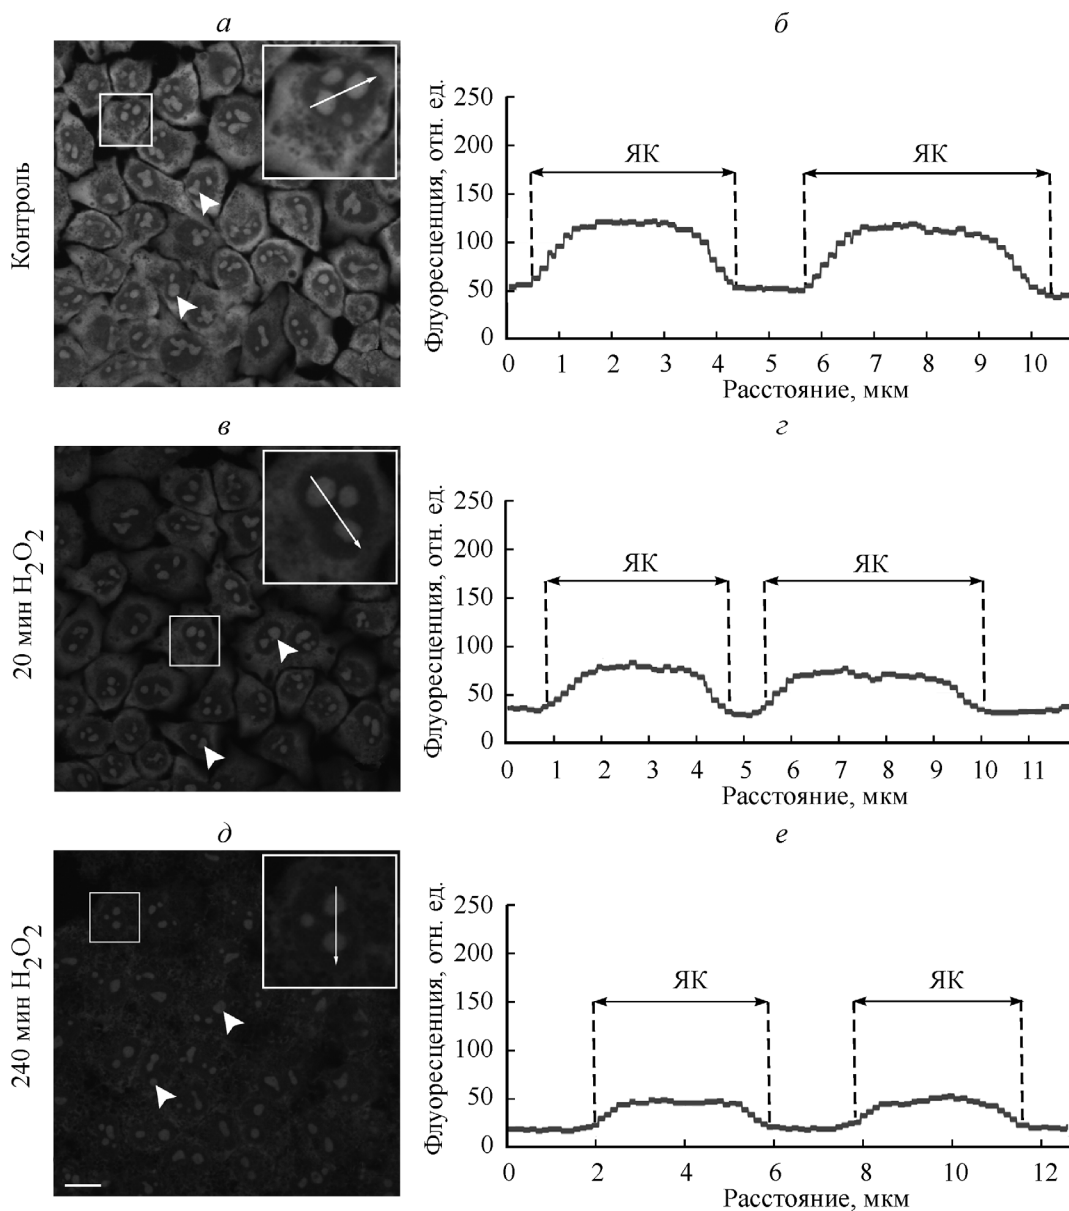 а
б
Контроль
Флуоресценция, отн. ед.
250
200
150
100
50
0
ЯК
ЯК
0 1 2 3 4 5 6 7 8 9 10
Расстояние, мкм
в
г
20 мин H2O2
Флуоресценция, отн. ед.
250
200
150
100
50
0
ЯК
ЯК
0 1 2 3 4 5 6 7 8 9 10 11
Расстояние, мкм
д
е
240 мин H2O2
Флуоресценция, отн. ед.
250
200
150
100
50
0
ЯК
ЯК
0 2 4 6 8 10 12
Расстояние, мкм